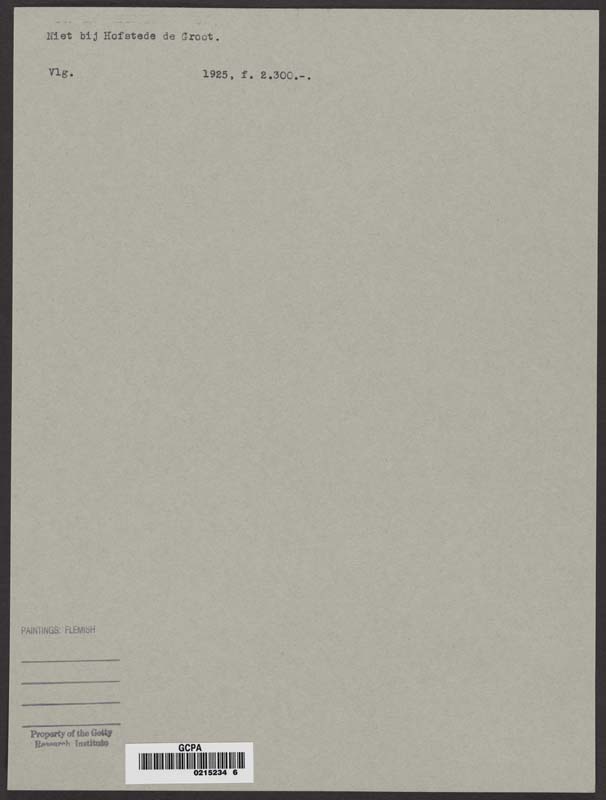 Niet bij Hofstede de Groot.
Vlg. 1925, f. 2.300.-.
PAINTINGS: FLEMISH
Property of the Getty
Research Institute
GCPA
0215234 6